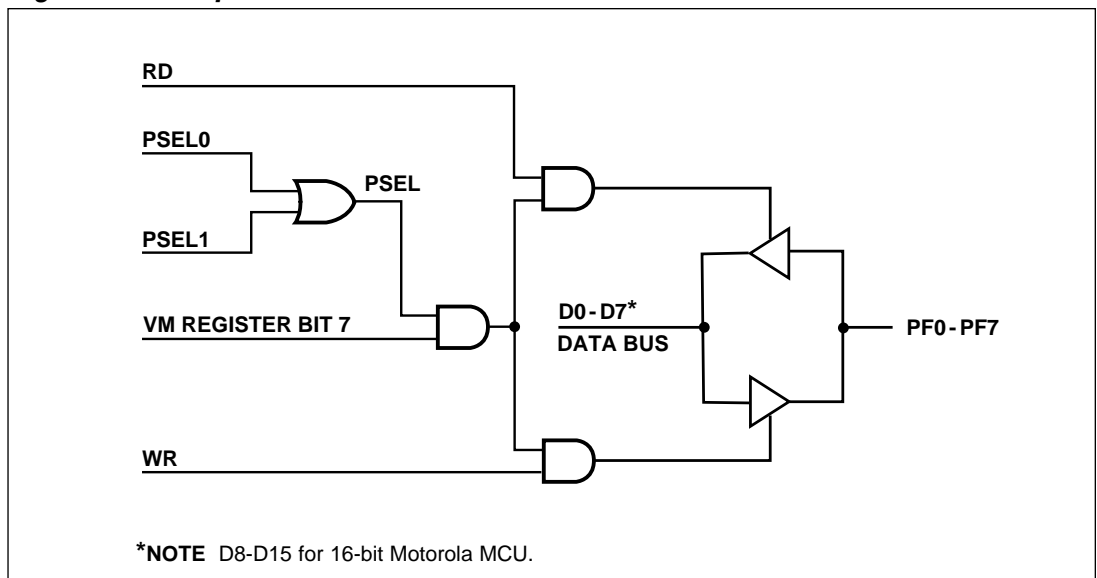 RD
PSEL0
PSEL
PSEL1
VM REGISTER BIT 7
D0-D7*
DATA BUS
PF0-PF7
WR
*NOTE D8-D15 for 16-bit Motorola MCU.